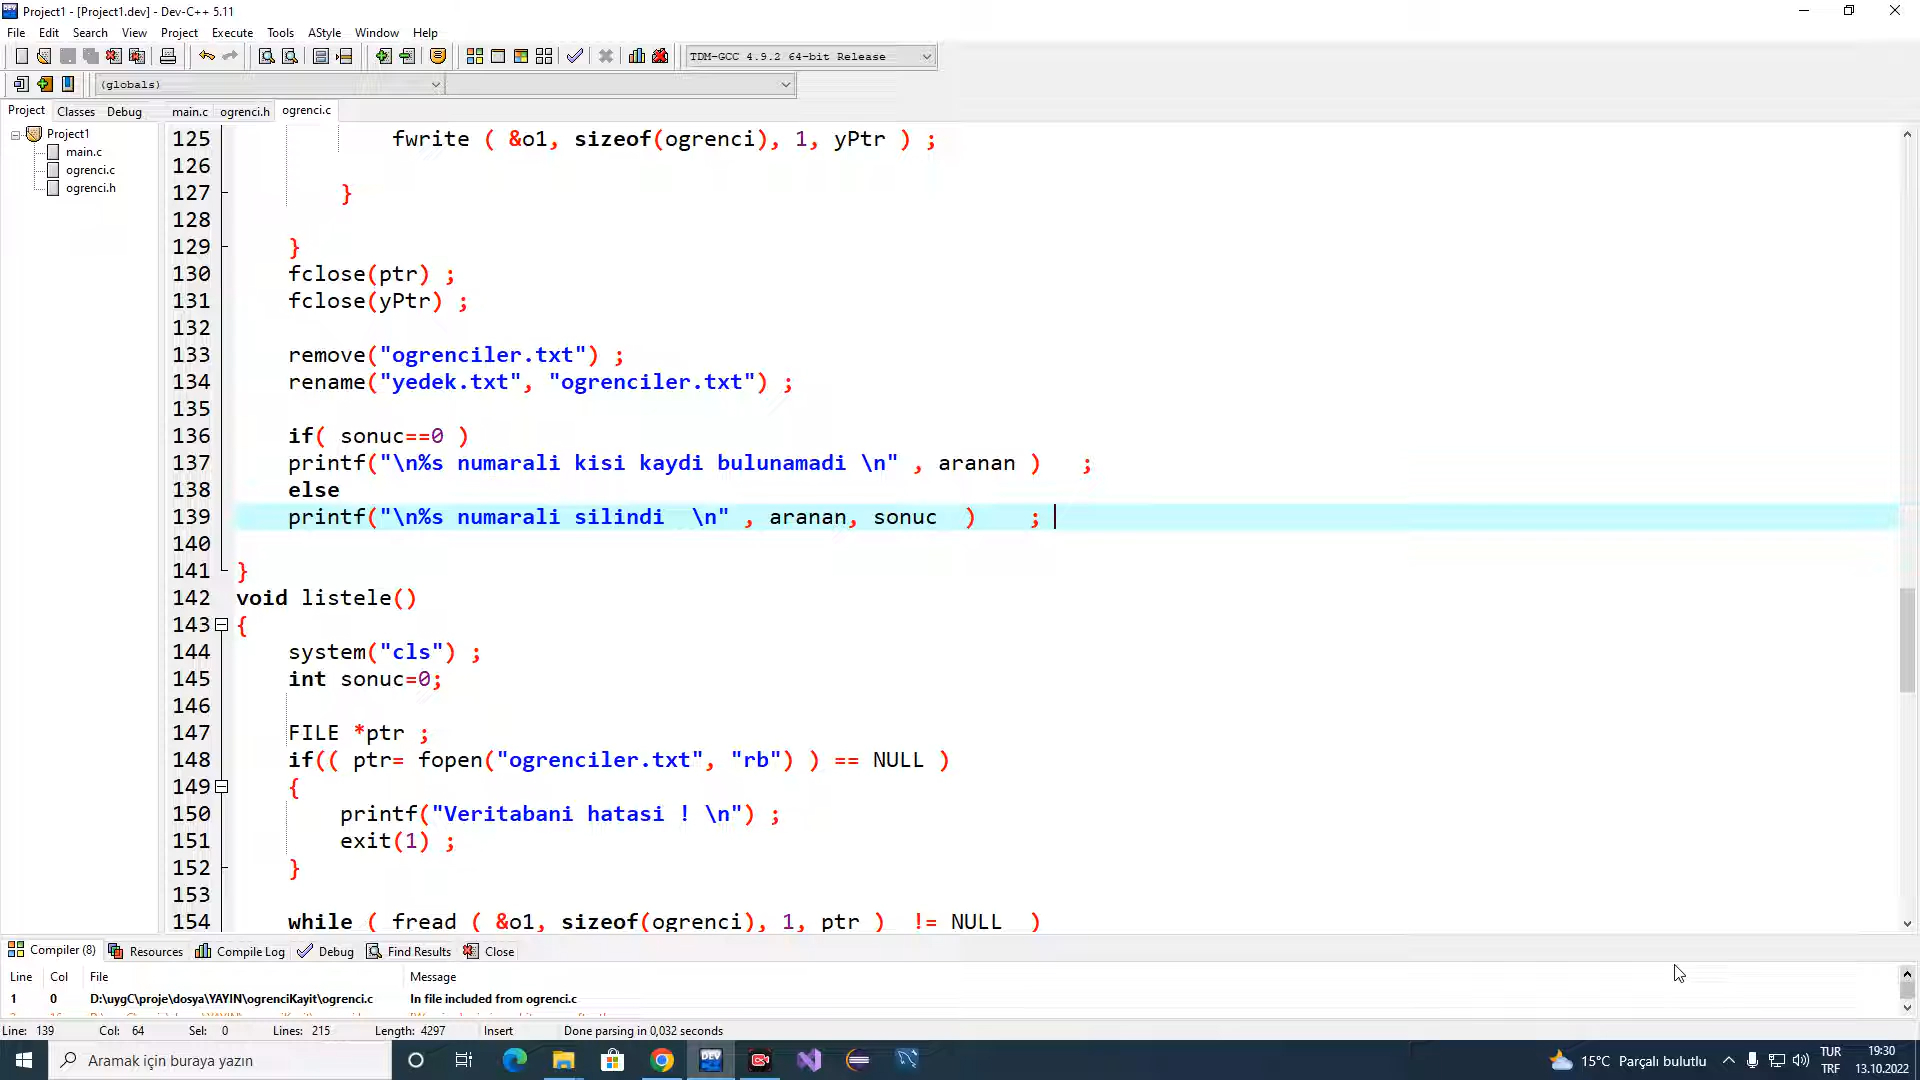 Project1 - [Project1.dev] - Dev-C++ 5.11
File Edit Search View Project Execute Tools AStyle Window Help
TDM-GCC 4.9.2 64-bit Release
(globals)
Project Classes Debug main.c ogrenci.h ogrenci.c
Project1
main.c
ogrenci.c
ogrenci.h
125 fwrite ( &o1, sizeof(ogrenci), 1, yPtr ) ;
126
127 }
128
129 }
130 fclose(ptr) ;
131 fclose(yPtr) ;
132
133 remove("ogrenciler.txt") ;
134 rename("yedek.txt", "ogrenciler.txt") ;
135
136 if( sonuc==0 )
137 printf("\n%s numarali kisi kaydi bulunamadi \n" , aranan ) ;
138 else
139 printf("\n%s numarali silindi \n" , aranan, sonuc ) ;
140
141 }
142 void listele()
143 {
144 system("cls") ;
145 int sonuc=0;
146
147 FILE *ptr ;
148 if(( ptr= fopen("ogrenciler.txt", "rb") ) == NULL )
149 {
150 printf("Veritabani hatasi ! \n") ;
151 exit(1) ;
152 }
153
154 while ( fread ( &o1, sizeof(ogrenci), 1, ptr ) != NULL )
Compiler (8) Resources Compile Log Debug Find Results Close
Line Col File Message
1 0 D:\uygC\proje\dosya\YAYIN\ogrenciKayit\ogrenci.c In file included from ogrenci.c
Line: 139 Col: 64 Sel: 0 Lines: 215 Length: 4297 Insert Done parsing in 0,032 seconds
Aramak için buraya yazın
DEV
15°C Parçalı bulutlu
TUR
TRF
19:30
13.10.2022